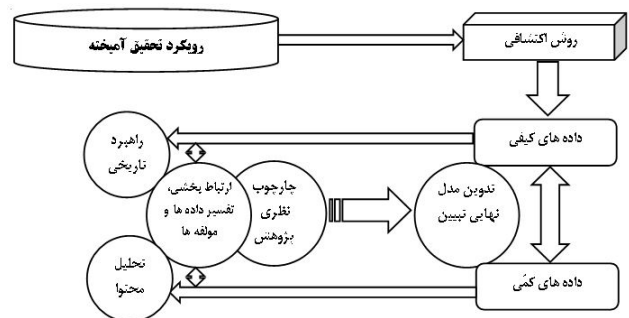 رویکرد تحقیق آمیخته
روش اکتشافی
داده های کیفی
راهبرد
تاریخی
ارتباط بخشی،
تفسیر داده ها و
مولفه ها
چارچوب
نظری
پژوهش
تدوین مدل
نهایی تبیین
تحلیل
محتوا
داده های کمّی